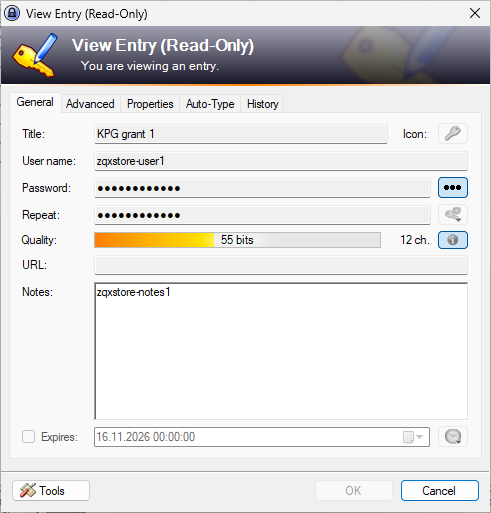 View Entry (Read-Only)
View Entry (Read-Only)
You are viewing an entry.
General Advanced Properties Auto-Type History
Title: KPG grant 1 Icon:
User name: zqxstore-user1
Password: ●●●●●●●●●●●●
Repeat: ●●●●●●●●●●●●
Quality: 55 bits 12 ch.
URL:
Notes: zqxstore-notes1
Expires: 16.11.2026 00:00:00
Tools OK Cancel